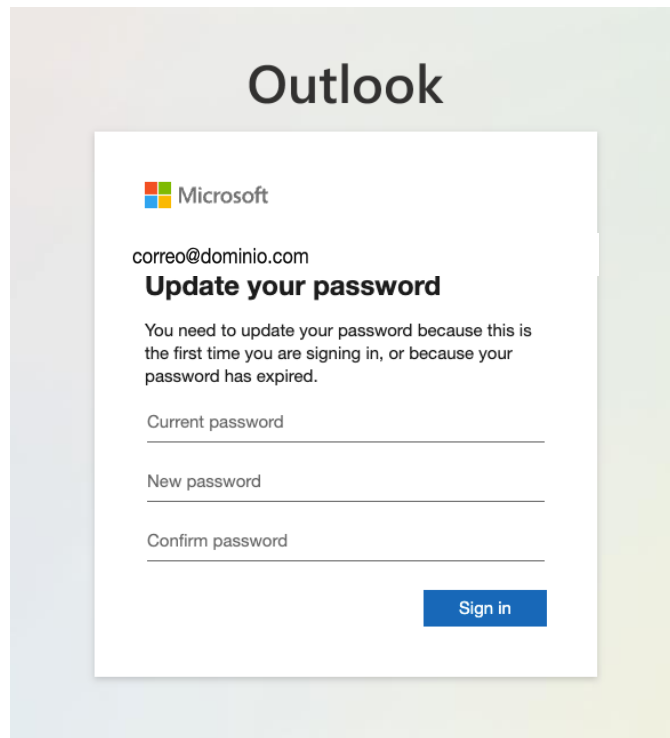 Outlook
Microsoft
correo@dominio.com
Update your password
You need to update your password because this is
the first time you are signing in, or because your
password has expired.
Current password
New password
Confirm password
Sign in